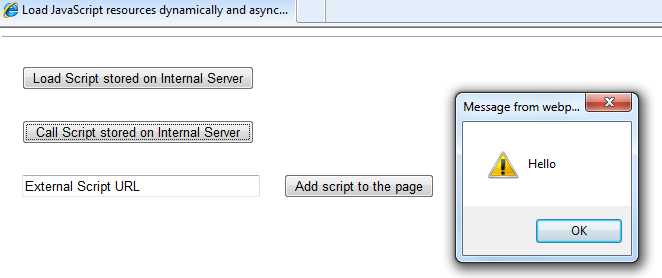 Load JavaScript resources dynamically and async...
Load Script stored on Internal Server
Call Script stored on Internal Server
External Script URL
Add script to the page
Message from webp...
Hello
OK